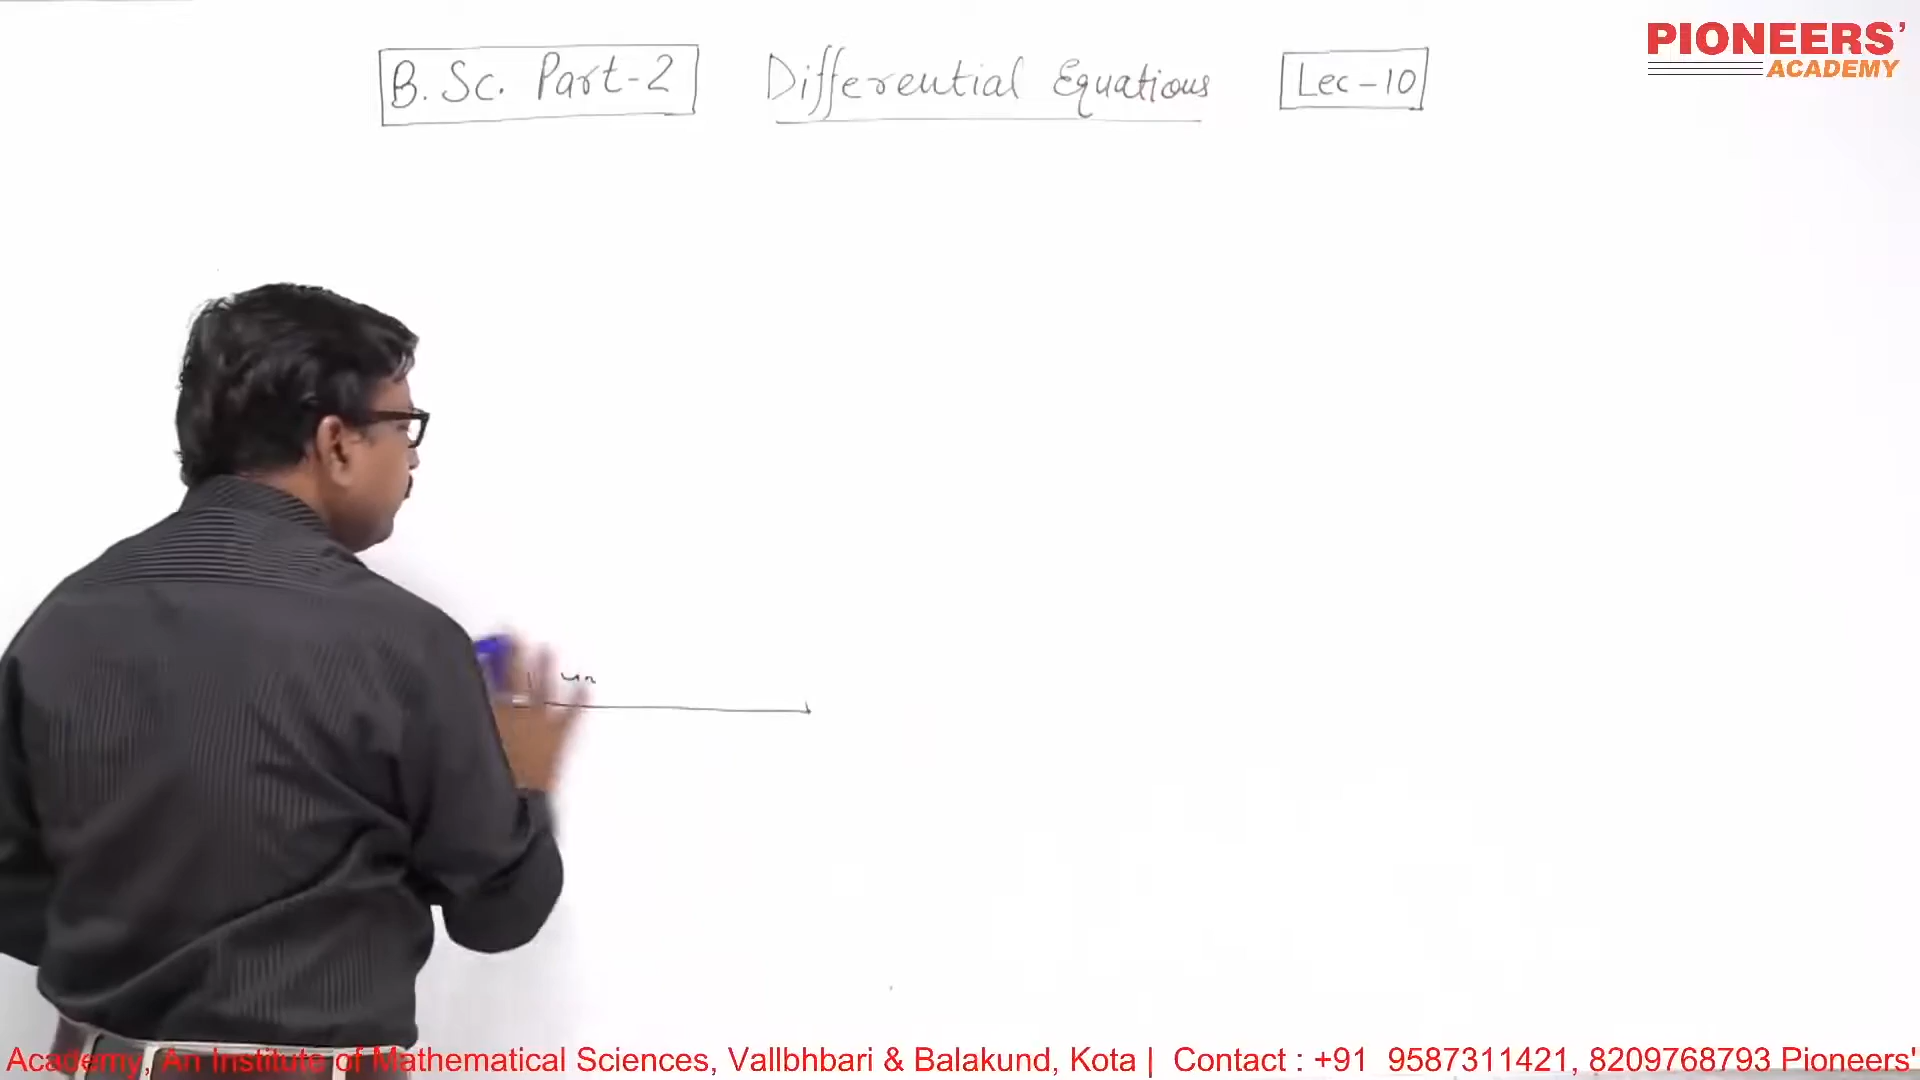 B. Sc. Part-2 Differential Equations Lec-10
PIONEERS'
ACADEMY
Academy, An Institute of Mathematical Sciences, Vallbhbari & Balakund, Kota | Contact : +91 9587311421, 8209768793 Pioneers'